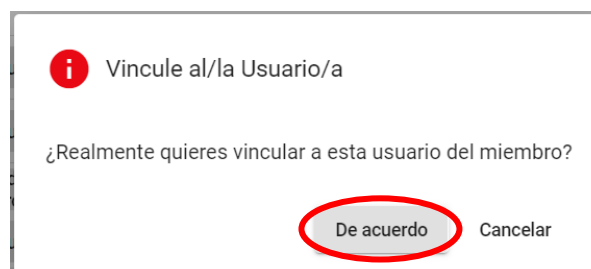 Vincule al/la Usuario/a
¿Realmente quieres vincular a esta usuario del miembro?
De acuerdo Cancelar